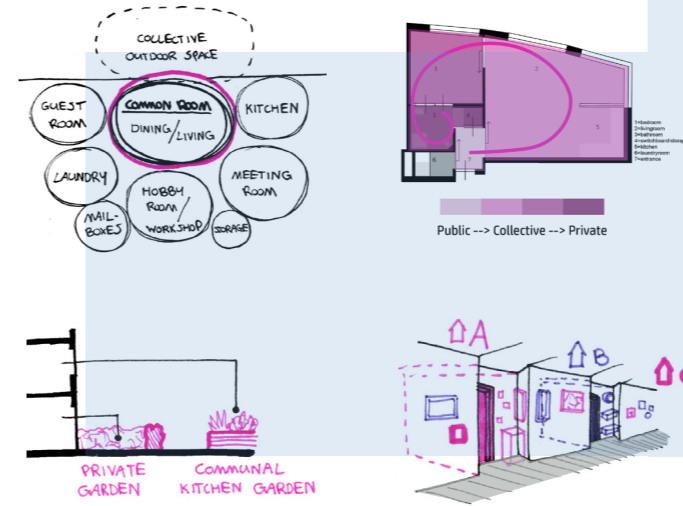 COLLECTIVE
OUTDOOR SPACE
GUEST
ROOM
COMMON ROOM
DINING/LIVING
KITCHEN
LAUNDRY
MAIL-
BOXES
HOBBY
ROOM/
WORKSHOP
MEETING
ROOM
STORAGE
1=bedroom
2=livingroom
3=bathroom
5=kitchen
6=laundryroom
7=entrance
Public --> Collective --> Private
PRIVATE
GARDEN
COMMUNAL
KITCHEN GARDEN
A
B